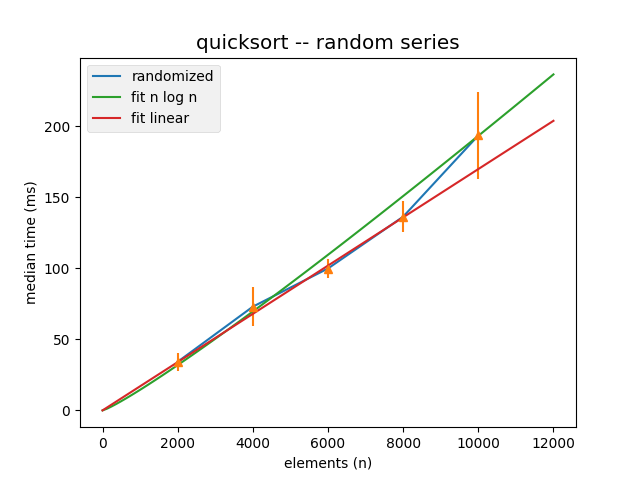 quicksort -- random series
randomized
fit n log n
fit linear
median time (ms)
200
150
100
50
0
0 2000 4000 6000 8000 10000 12000
elements (n)